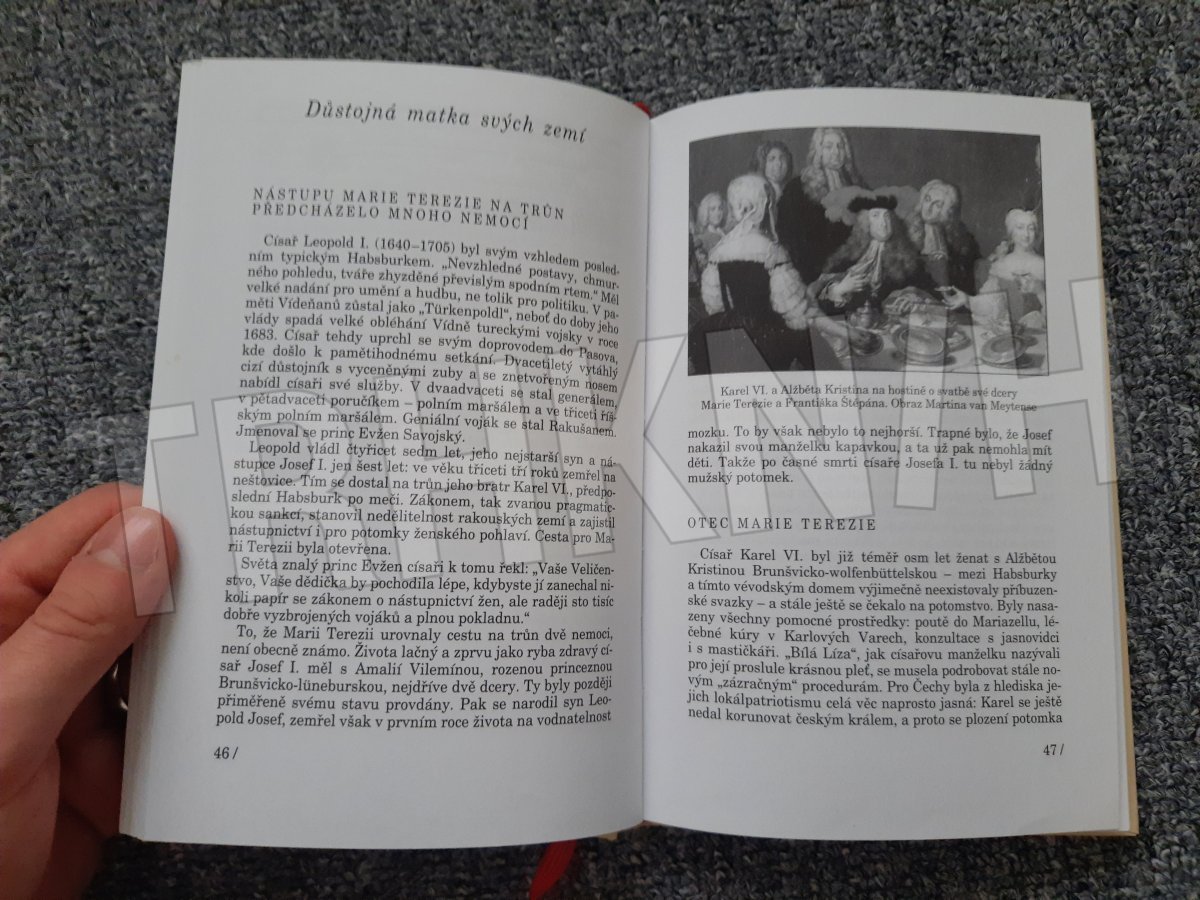 Důstojná matka svých zemí
NÁSTUPU MARIE TEREZIE NA TRŮN
PŘEDCHÁZELO MNOHO NEMOCÍ
Císař Leopold I. (1640–1705) byl svým vzhledem posled-
ním typickým Habsburkem. „Nevzhledné postavy, chmur-
ného pohledu, tváře zhyzděné převislým spodním rtem.“ Měl
velké nadání pro umění a hudbu, ne tolik pro politiku. V pa-
měti Vídeňanů zůstal jako „Türkenpoldl“, neboť do doby jeho
vlády spadá velké obléhání Vídně tureckými vojsky v roce
1683. Císař tehdy uprchl se svým doprovodem do Pasova,
kde došlo k pamětihodnému setkání. Dvacetiletý vytáhlý
cizí důstojník s vyceněnými zuby a se znetvořeným nosem
nabídl císaři své služby. V dvaadvaceti se stal generálem,
v pětadvaceti poručíkem – polním maršálem a ve třiceti říš-
ským polním maršálem. Geniální voják se stal Rakušanem.
Jmenoval se princ Evžen Savojský.
Leopold vládl čtyřicet sedm let, jeho nejstarší syn a ná-
stupce Josef I. jen šest let: ve věku třiceti tří roků zemřel na
neštovice. Tím se dostal na trůn jeho bratr Karel VI., předpo-
slední Habsburk po meči. Zákonem, tak zvanou pragmatic-
kou sankcí, stanovil nedělitelnost rakouských zemí a zajistil
nástupnictví i pro potomky ženského pohlaví. Cesta pro Ma-
rii Terezii byla otevřena.
Světa znalý princ Evžen císaři k tomu řekl: „Vaše Veličen-
stvo, Vaše dědička by pochodila lépe, kdybyste jí zanechal ni-
koli papír se zákonem o nástupnictví žen, ale raději sto tisíc
dobře vyzbrojených vojáků a plnou pokladnu.“
To, že Marii Terezii urovnaly cestu na trůn dvě nemoci,
není obecně známo. Života lačný a zprvu jako ryba zdravý cí-
sař Josef I. měl s Amalií Vilemínou, rozenou princeznou
Brunšvicko-lüneburskou, nejdříve dvě dcery. Ty byly později
přiměřeně svému stavu provdány. Pak se narodil syn Leo-
pold Josef, zemřel však v prvním roce života na vodnatelnost
46 /
Karel VI. a Alžběta Kristina na hostině o svatbě své dcery
Marie Terezie a Františka Štěpána. Obraz Martina van Meytense
mozku. To by však nebylo to nejhorší. Trapné bylo, že Josef
nakazil svou manželku kapavkou, a ta už pak nemohla mít
děti. Takže po časné smrti císaře Josefa I. tu nebyl žádný
mužský potomek.
OTEC MARIE TEREZIE
Císař Karel VI. byl již téměř osm let ženat s Alžbětou
Kristinou Brunšvicko-wolfenbüttelskou – mezi Habsburky
a tímto vévodským domem výjimečně neexistovaly příbuzen-
ské svazky – a stále ještě se čekalo na potomstvo. Byly nasa-
zeny všechny pomocné prostředky: poutě do Mariazellu, lé-
čebné kúry v Karlových Varech, konzultace s jasnovidci
i s mastičkáři. „Bílá Líza“, jak císařovu manželku nazývali
pro její proslule krásnou pleť, se musela podrobovat stále no-
vým „zázračným“ procedurám. Pro Čechy byla z hlediska je-
jich lokálpatriotismu celá věc naprosto jasná: Karel se ještě
nedal korunovat českým králem, a proto se plození potomka
47 /
TRHKNIH